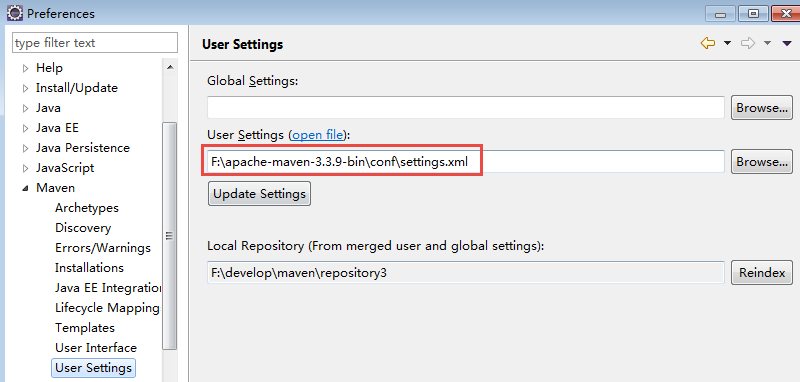 Preferences
type filter text
Help
Install/Update
Java
Java EE
Java Persistence
JavaScript
Maven
Archetypes
Discovery
Errors/Warnings
Installations
Java EE Integration
Lifecycle Mapping
Templates
User Interface
User Settings
User Settings
Global Settings:
Browse...
User Settings (open file):
F:\apache-maven-3.3.9-bin\conf\settings.xml
Browse...
Update Settings
Local Repository (From merged user and global settings):
F:\develop\maven\repository3
Reindex